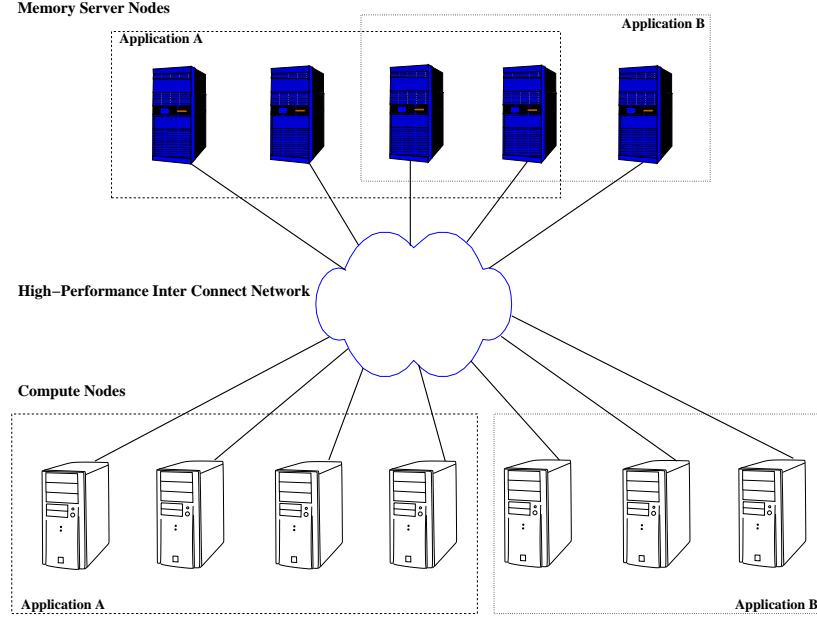 Memory Server Nodes
Application A
Application B
High−Performance Inter Connect Network
Compute Nodes
Application A
Application B